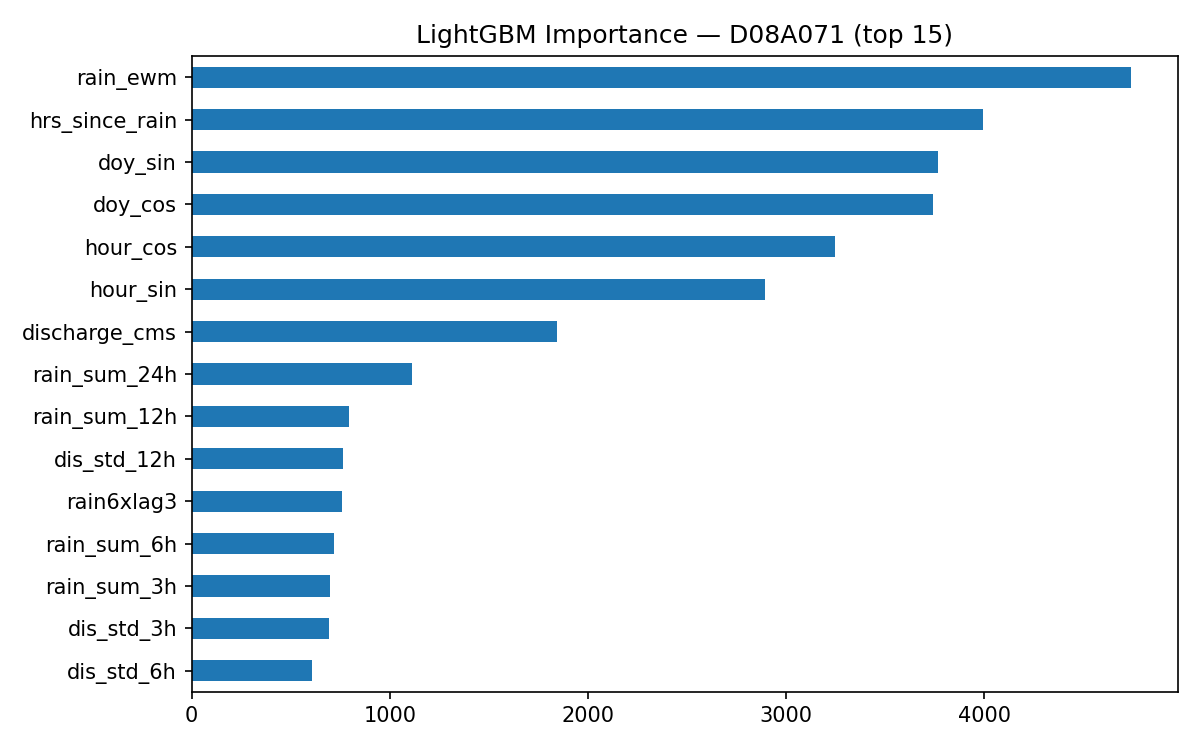 LightGBM Importance — D08A071 (top 15)
rain_ewm
hrs_since_rain
doy_sin
doy_cos
hour_cos
hour_sin
discharge_cms
rain_sum_24h
rain_sum_12h
dis_std_12h
rain6xlag3
rain_sum_6h
rain_sum_3h
dis_std_3h
dis_std_6h
0 1000 2000 3000 4000